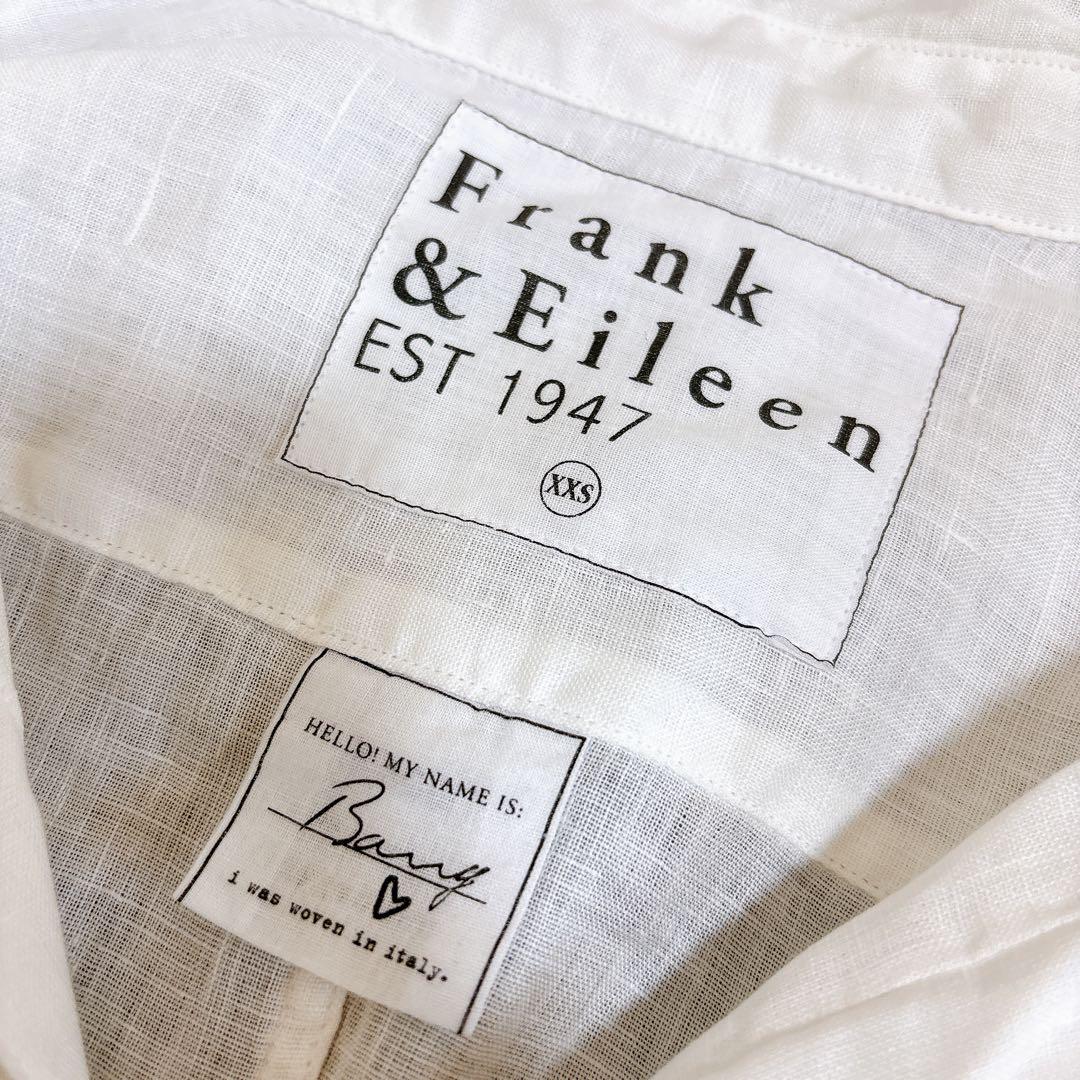 Frank
& Eileen
EST 1947
XXS
HELLO! MY NAME IS:
Barry
i was woven in italy.